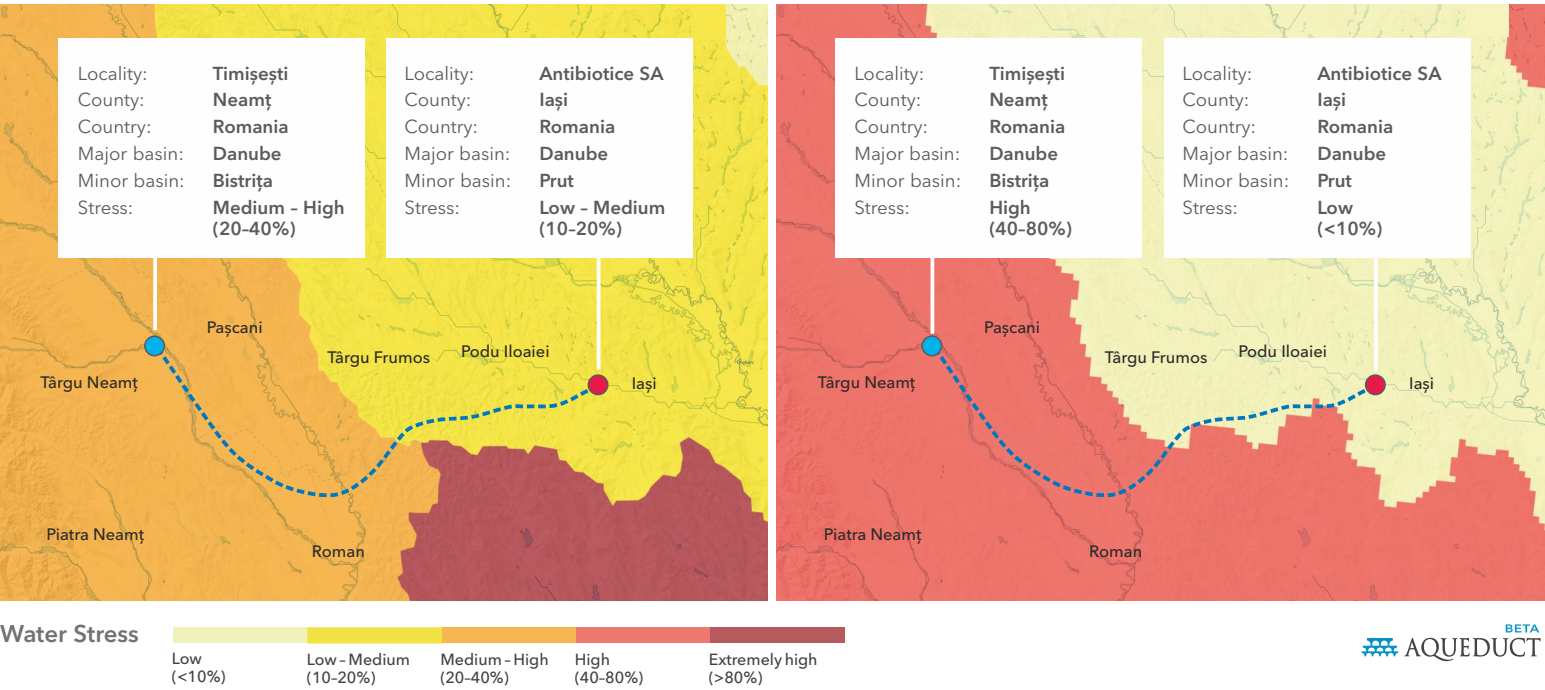 Locality: Timișești
County: Neamț
Country: Romania
Major basin: Danube
Minor basin: Bistrița
Stress: Medium – High
(20–40%)
Locality: Antibiotice SA
County: Iași
Country: Romania
Major basin: Danube
Minor basin: Prut
Stress: Low – Medium
(10–20%)
Pașcani
Târgu Frumos
Podu Iloaiei
Târgu Neamț
Iași
Piatra Neamț
Roman
Locality: Timișești
County: Neamț
Country: Romania
Major basin: Danube
Minor basin: Bistrița
Stress: High
(40–80%)
Locality: Antibiotice SA
County: Iași
Country: Romania
Major basin: Danube
Minor basin: Prut
Stress: Low
(<10%)
Pașcani
Târgu Frumos
Podu Iloaiei
Târgu Neamț
Iași
Piatra Neamț
Roman
Water Stress
Low
(<10%)
Low – Medium
(10–20%)
Medium – High
(20–40%)
High
(40–80%)
Extremely high
(>80%)
BETA
AQUEDUCT